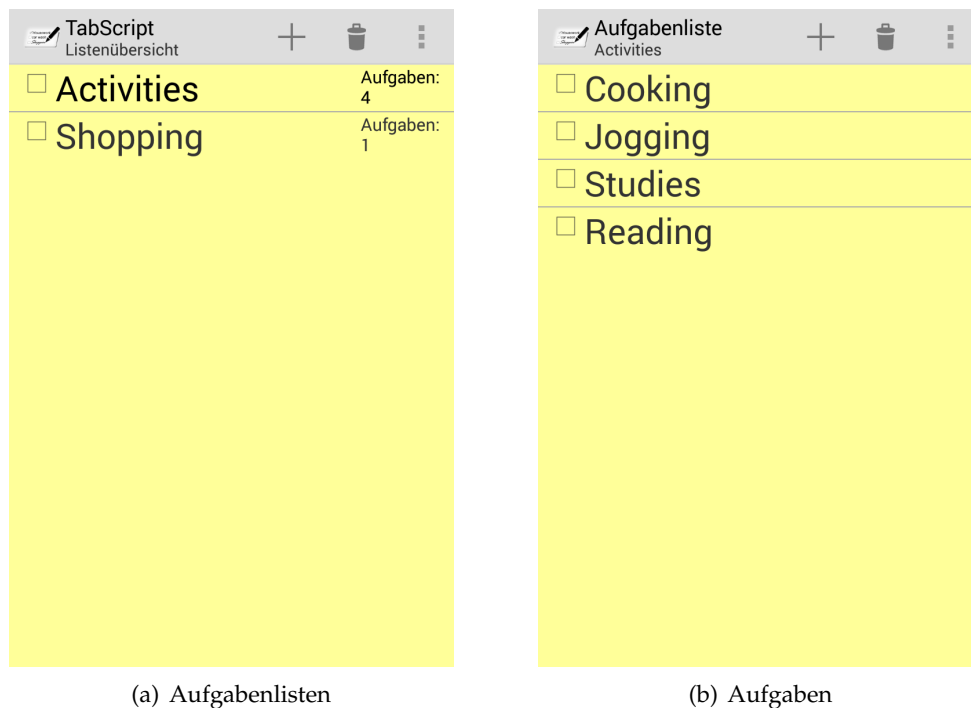 TabScript
Listenübersicht
Activities
Aufgaben:
4
Shopping
Aufgaben:
1
(a) Aufgabenlisten
Aufgabenliste
Activities
Cooking
Jogging
Studies
Reading
(b) Aufgaben